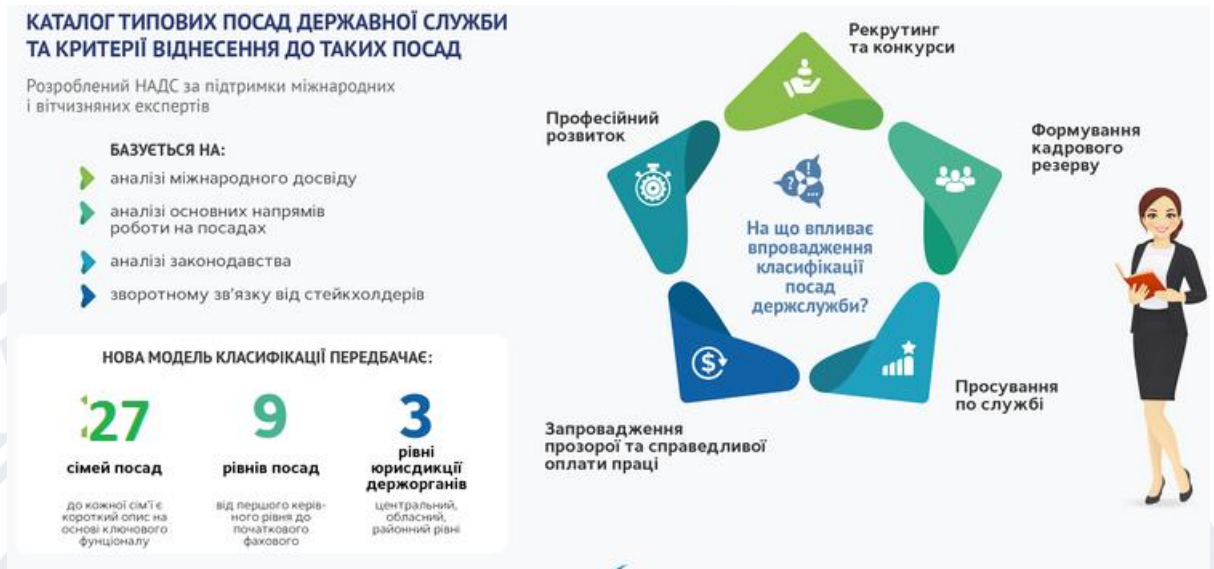 КАТАЛОГ ТИПОВИХ ПОСАД ДЕРЖАВНОЇ СЛУЖБИ
ТА КРИТЕРІЇ ВІДНЕСЕННЯ ДО ТАКИХ ПОСАД
Розроблений НАДС за підтримки міжнародних
і вітчизняних експертів
БАЗУЄТЬСЯ НА:
аналізі міжнародного досвіду
аналізі основних напрямів
роботи на посадах
аналізі законодавства
зворотному зв'язку від стейкхолдерів
НОВА МОДЕЛЬ КЛАСИФІКАЦІЇ ПЕРЕДБАЧАЄ:
27
сімей посад
до кожної сім'ї є
короткий опис на
основі ключового
фунціоналу
9
рівнів посад
від першого керів-
ного рівня до
початкового
фахового
3
рівні
юрисдикції
держорганів
центральний,
обласний,
районний рівні
Рекрутинг
та конкурси
Професійний
розвиток
Формування
кадрового
резерву
? ! ...
На що впливає
впровадження
класифікації
посад
держслужби?
$
Просування
по службі
Запровадження
прозорої та справедливої
оплати праці